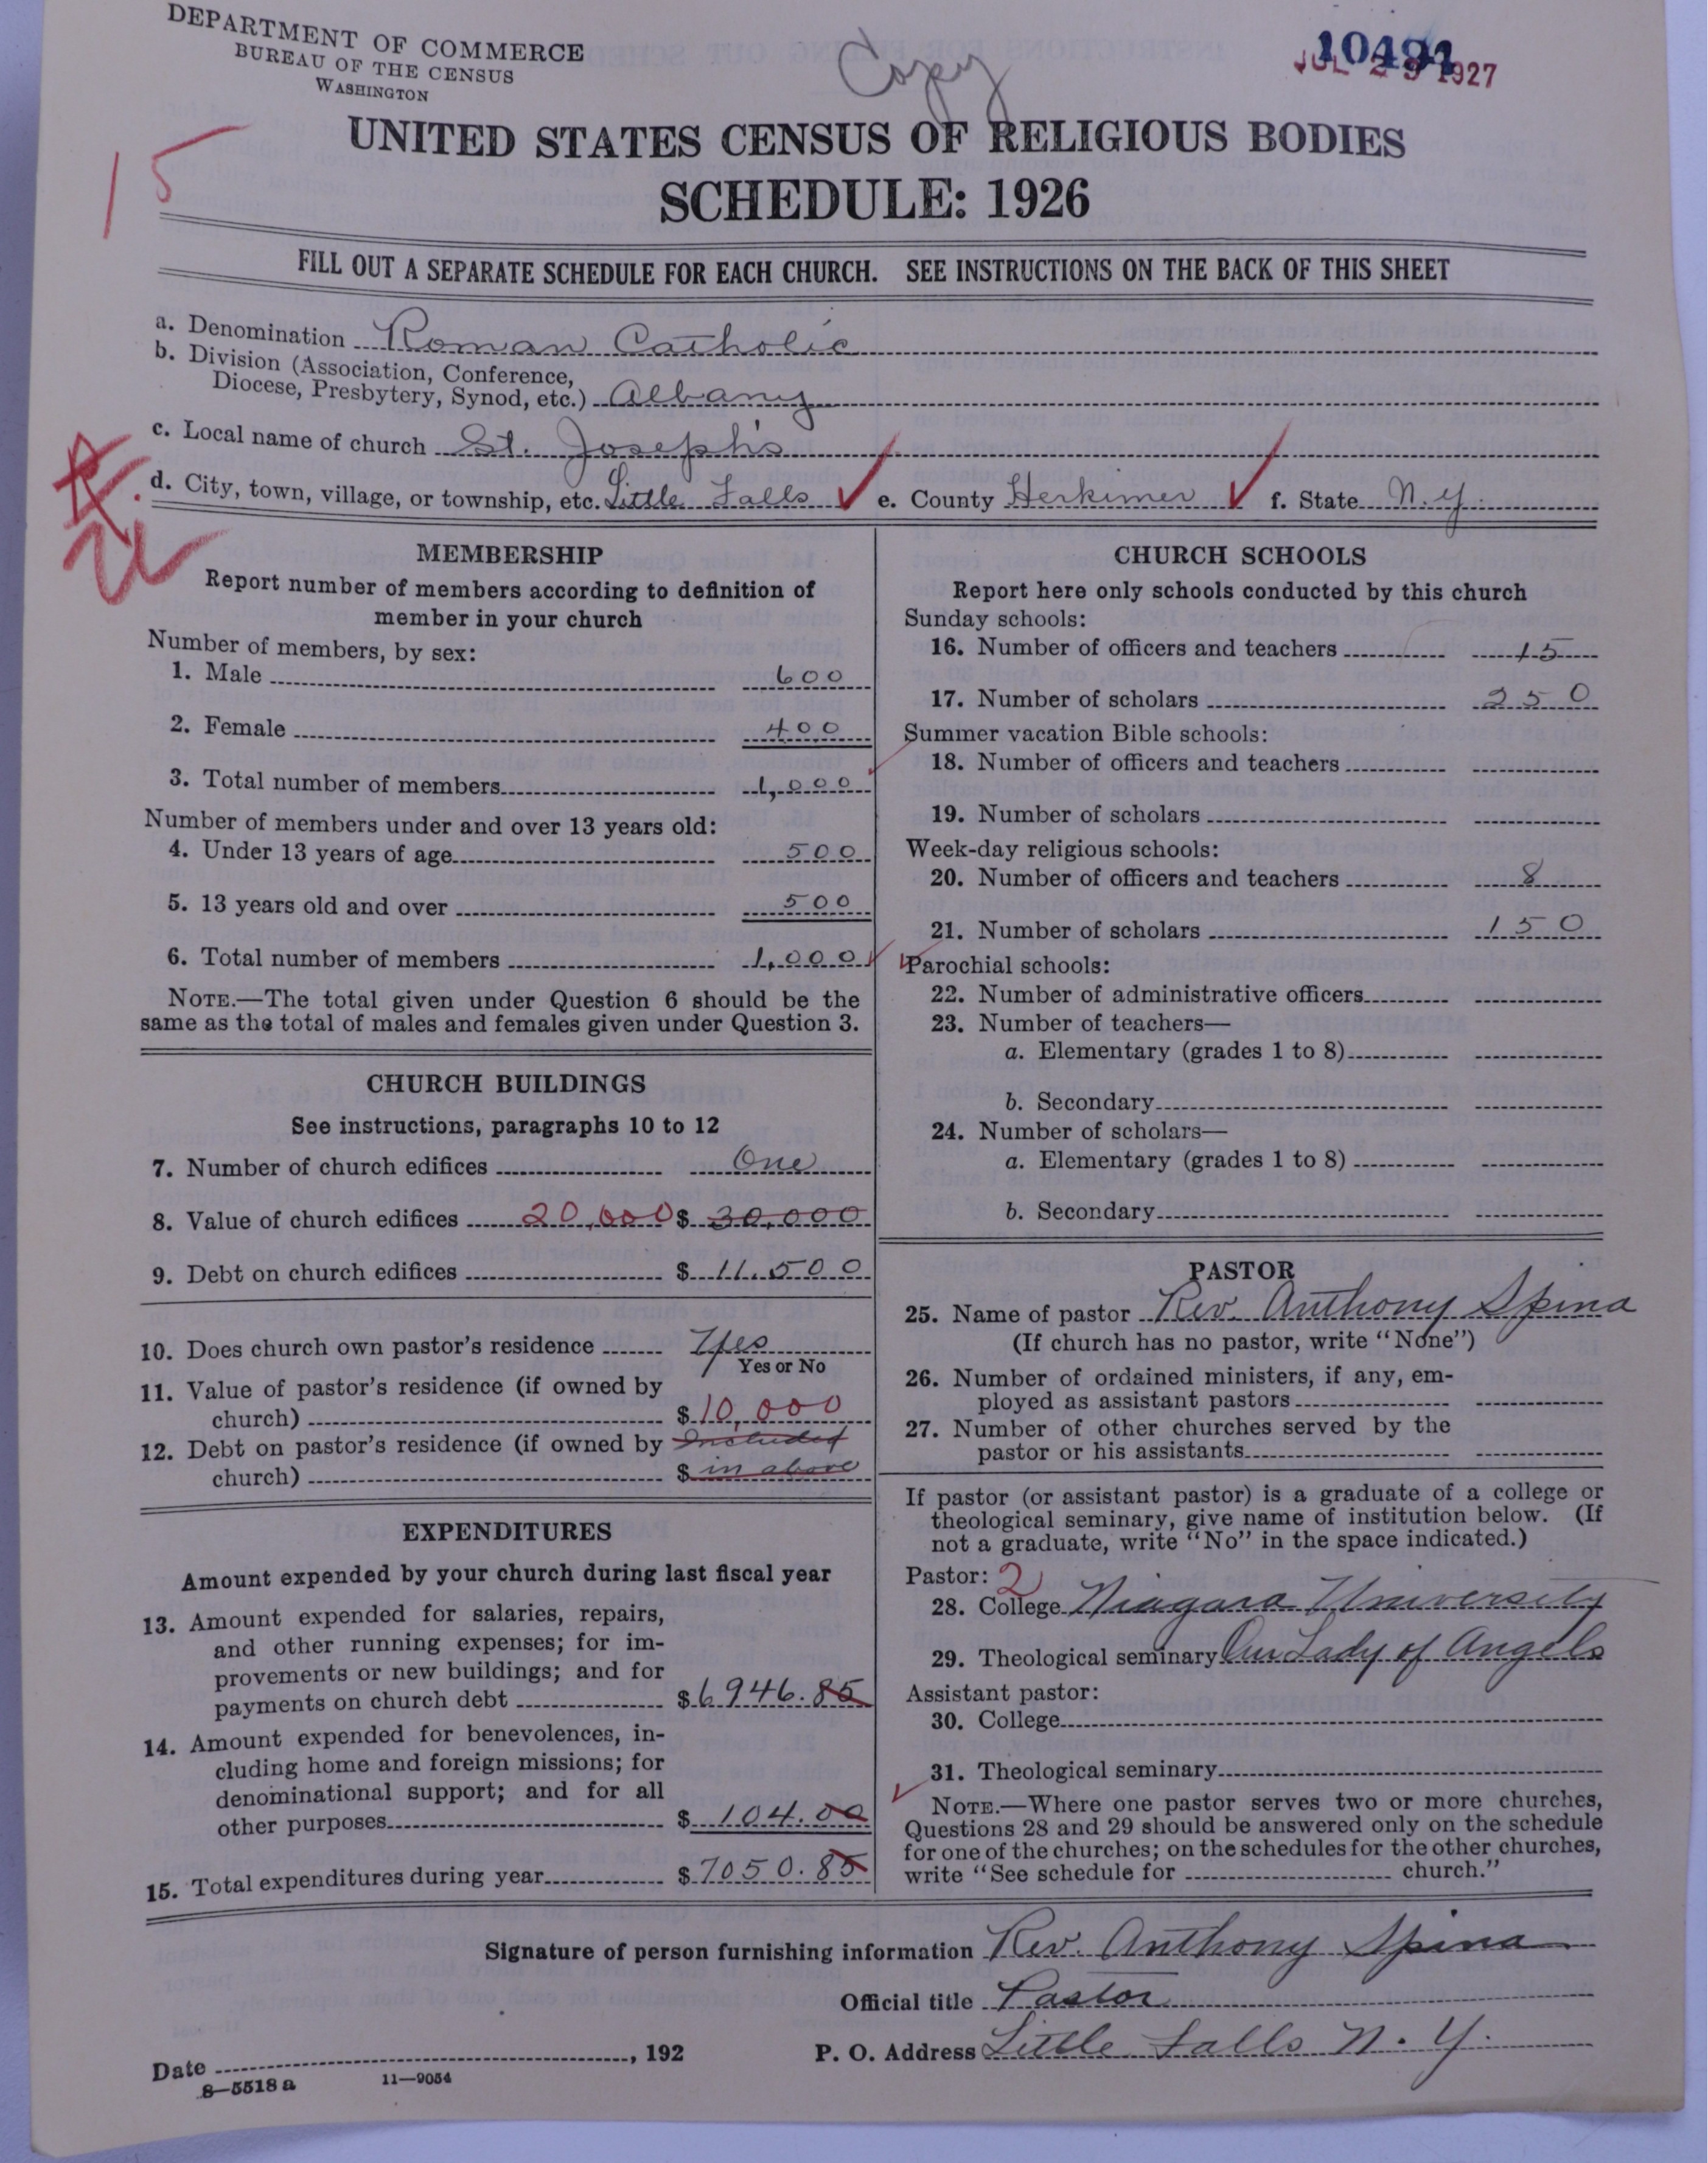 DEPARTMENT OF COMMERCE
BUREAU OF THE CENSUS
WASHINGTON
Copy
JUL 29 1927
15
UNITED STATES CENSUS OF RELIGIOUS BODIES
SCHEDULE: 1926
FILL OUT A SEPARATE SCHEDULE FOR EACH CHURCH. SEE INSTRUCTIONS ON THE BACK OF THIS SHEET
a. Denomination Roman Catholic
b. Division (Association, Conference,
Diocese, Presbytery, Synod, etc.) Albany
c. Local name of church St. Joseph's
d. City, town, village, or township, etc. Little Falls e. County Herkimer f. State N.Y.
MEMBERSHIP
Report number of members according to definition of
member in your church
Number of members, by sex:
1. Male 600
2. Female 400
3. Total number of members 1,000
Number of members under and over 13 years old:
4. Under 13 years of age 500
5. 13 years old and over 500
6. Total number of members 1,000
NOTE.—The total given under Question 6 should be the
same as the total of males and females given under Question 3.
CHURCH BUILDINGS
See instructions, paragraphs 10 to 12
7. Number of church edifices One
8. Value of church edifices 20,000 $ 30,000
9. Debt on church edifices $ 11,500
10. Does church own pastor's residence Yes
Yes or No
11. Value of pastor's residence (if owned by
church) $ 10,000
12. Debt on pastor's residence (if owned by Included
church) $ in above
EXPENDITURES
Amount expended by your church during last fiscal year
13. Amount expended for salaries, repairs,
and other running expenses; for im-
provements or new buildings; and for
payments on church debt $ 6946.85
14. Amount expended for benevolences, in-
cluding home and foreign missions; for
denominational support; and for all
other purposes $ 104.00
15. Total expenditures during year $ 7050.85
CHURCH SCHOOLS
Report here only schools conducted by this church
Sunday schools:
16. Number of officers and teachers 15
17. Number of scholars 250
Summer vacation Bible schools:
18. Number of officers and teachers
19. Number of scholars
Week-day religious schools:
20. Number of officers and teachers 8
21. Number of scholars 150
Parochial schools:
22. Number of administrative officers
23. Number of teachers—
a. Elementary (grades 1 to 8)
b. Secondary
24. Number of scholars—
a. Elementary (grades 1 to 8)
b. Secondary
PASTOR
25. Name of pastor Rev. Anthony Spina
(If church has no pastor, write "None")
26. Number of ordained ministers, if any, em-
ployed as assistant pastors
27. Number of other churches served by the
pastor or his assistants
If pastor (or assistant pastor) is a graduate of a college or
theological seminary, give name of institution below. (If
not a graduate, write "No" in the space indicated.)
Pastor: 2
28. College Niagara University
29. Theological seminary Our Lady of Angels
Assistant pastor:
30. College
31. Theological seminary
NOTE.—Where one pastor serves two or more churches,
Questions 28 and 29 should be answered only on the schedule
for one of the churches; on the schedules for the other churches,
write "See schedule for church."
Signature of person furnishing information Rev. Anthony Spina
Official title Pastor
Date , 192 P. O. Address Little Falls N. Y.
8—5518 a 11—9054